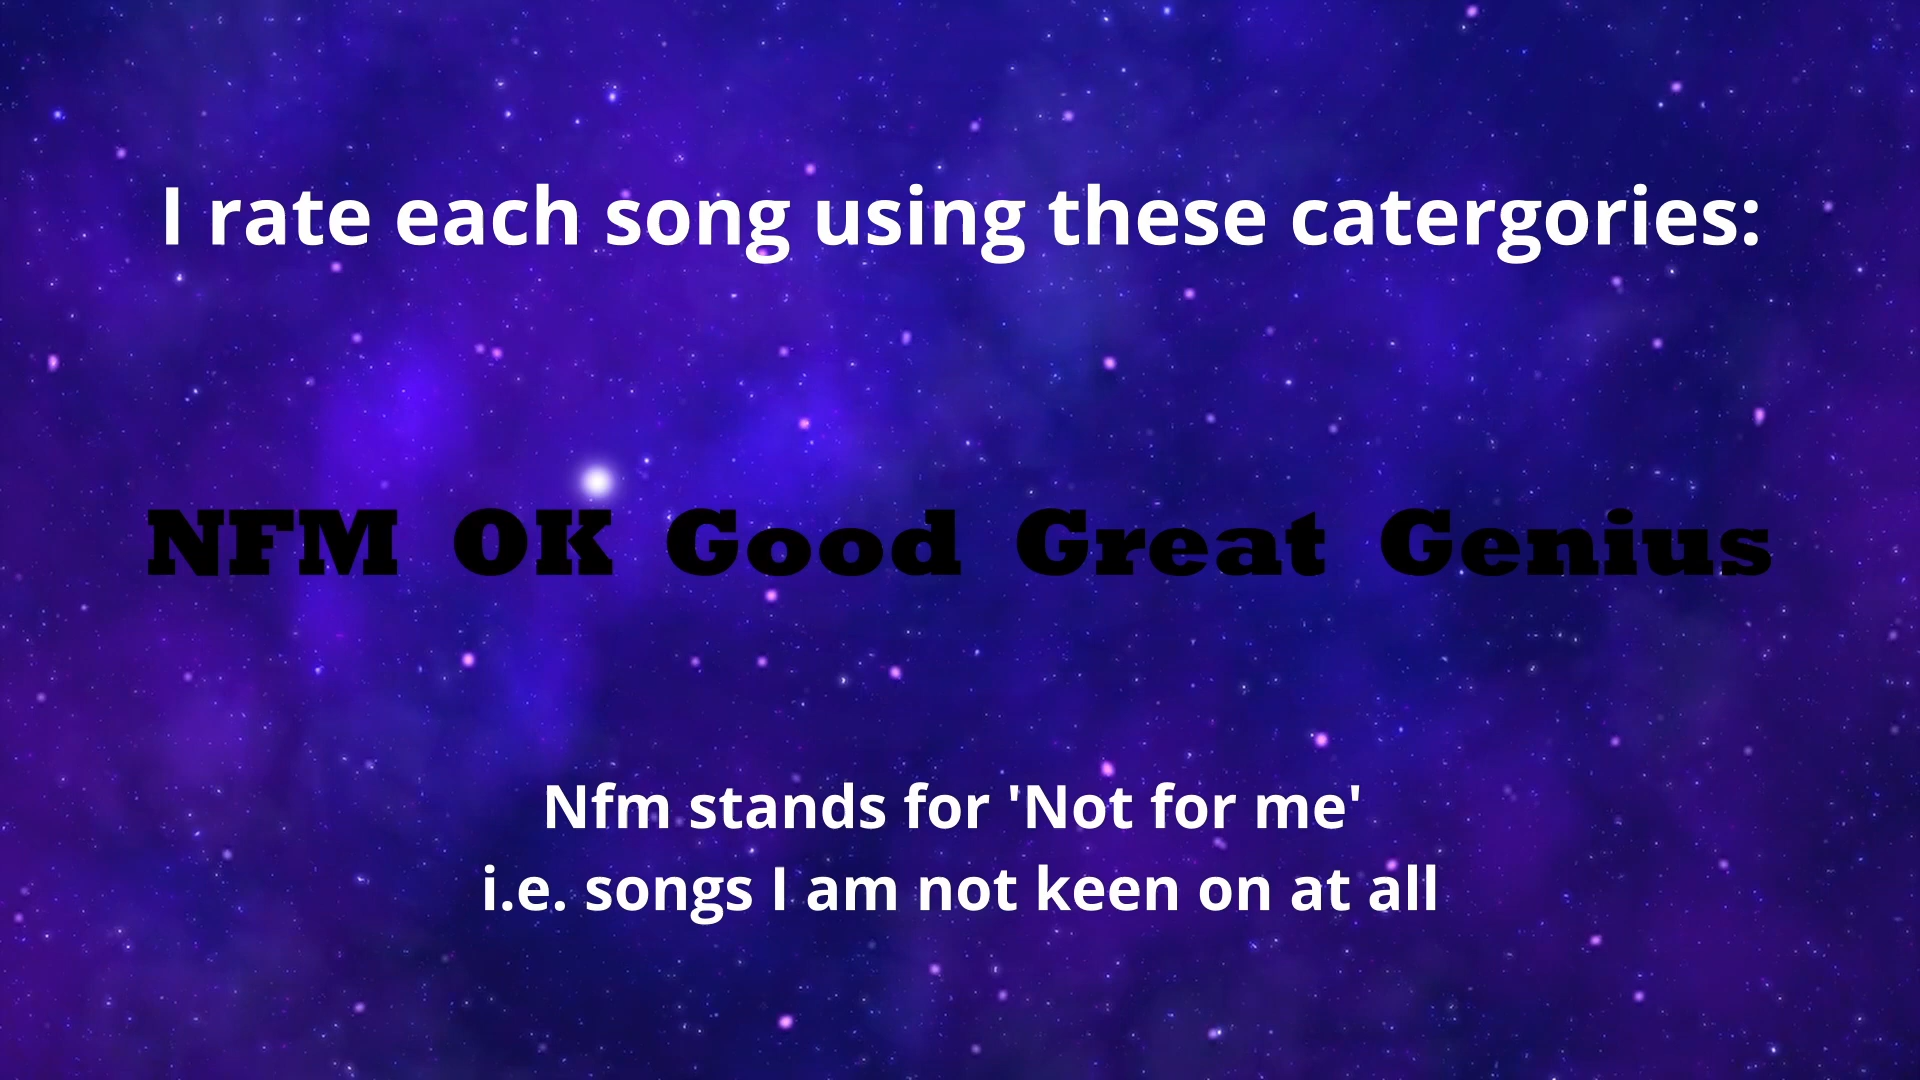 I rate each song using these catergories:
NFM OK Good Great Genius
Nfm stands for 'Not for me'
i.e. songs I am not keen on at all